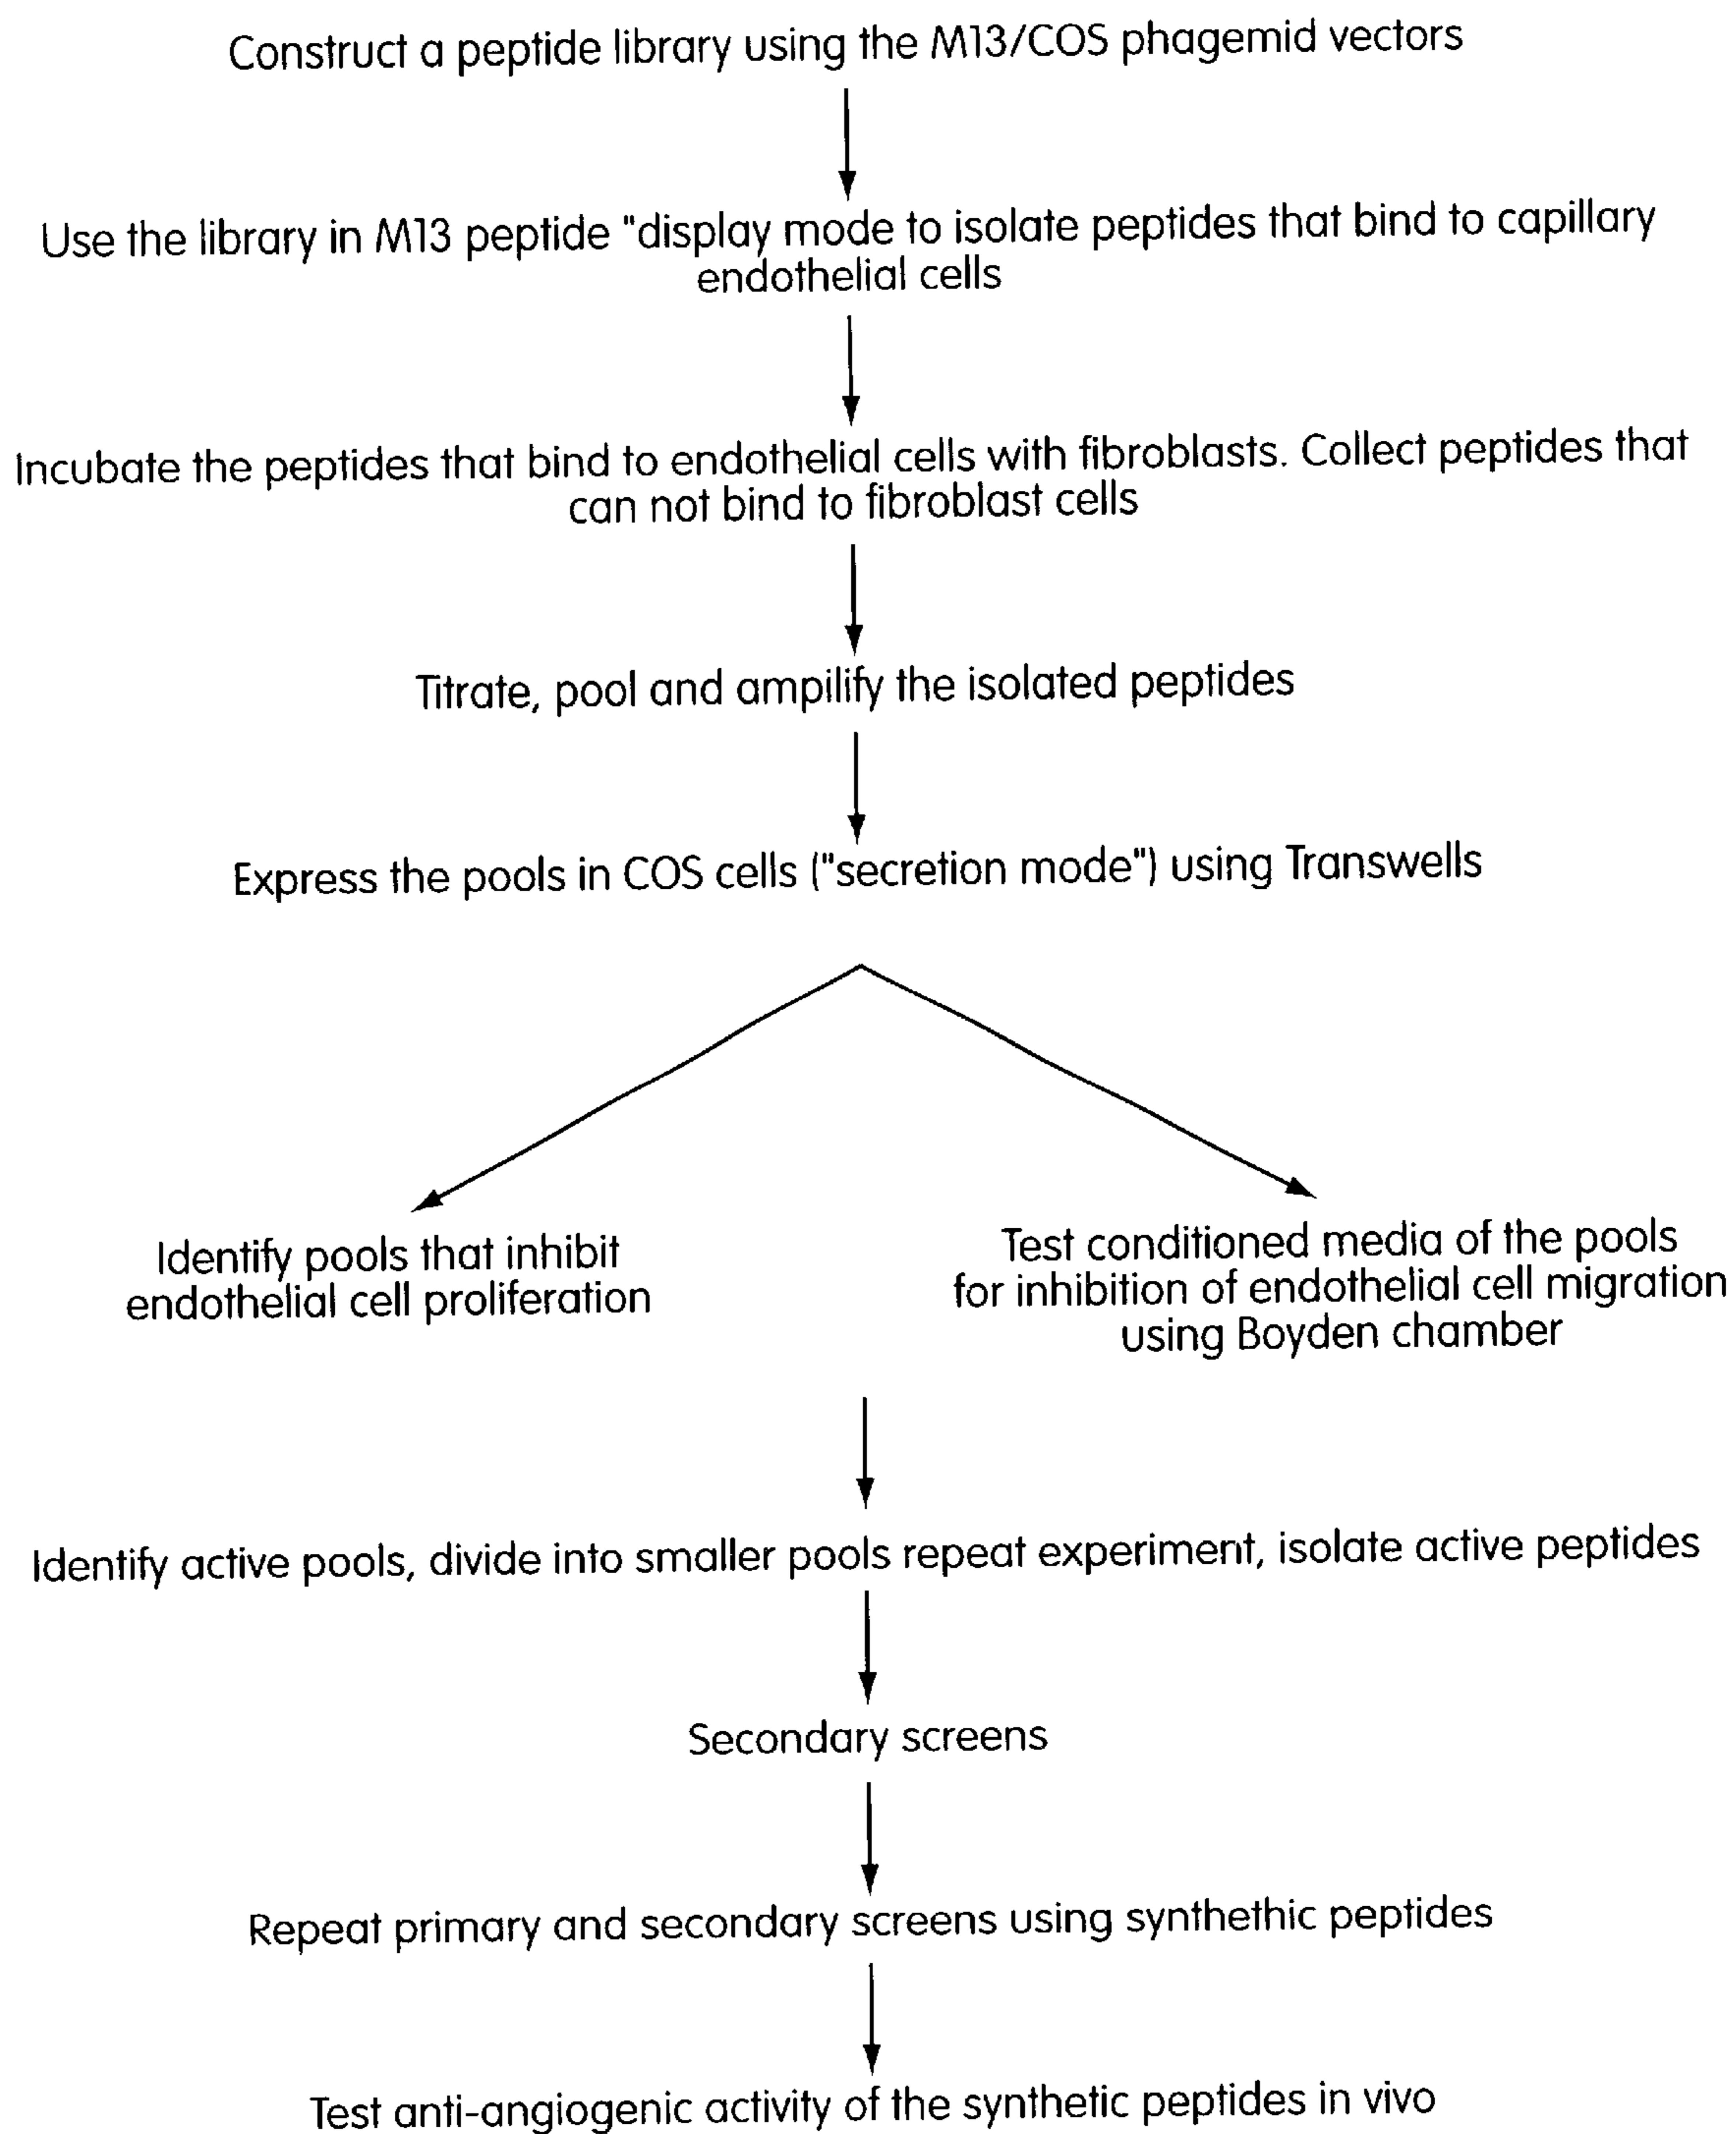 Construct a peptide library using the M13/COS phagemid vectors
Use the library in M13 peptide "display mode to isolate peptides that bind to capillary
endothelial cells
Incubate the peptides that bind to endothelial cells with fibroblasts. Collect peptides that
can not bind to fibroblast cells
Titrate, pool and ampilify the isolated peptides
Express the pools in COS cells ("secretion mode") using Transwells
Identify pools that inhibit
endothelial cell proliferation
Test conditioned media of the pools
for inhibition of endothelial cell migration
using Boyden chamber
Identify active pools, divide into smaller pools repeat experiment, isolate active peptides
Secondary screens
Repeat primary and secondary screens using synthethic peptides
Test anti-angiogenic activity of the synthetic peptides in vivo